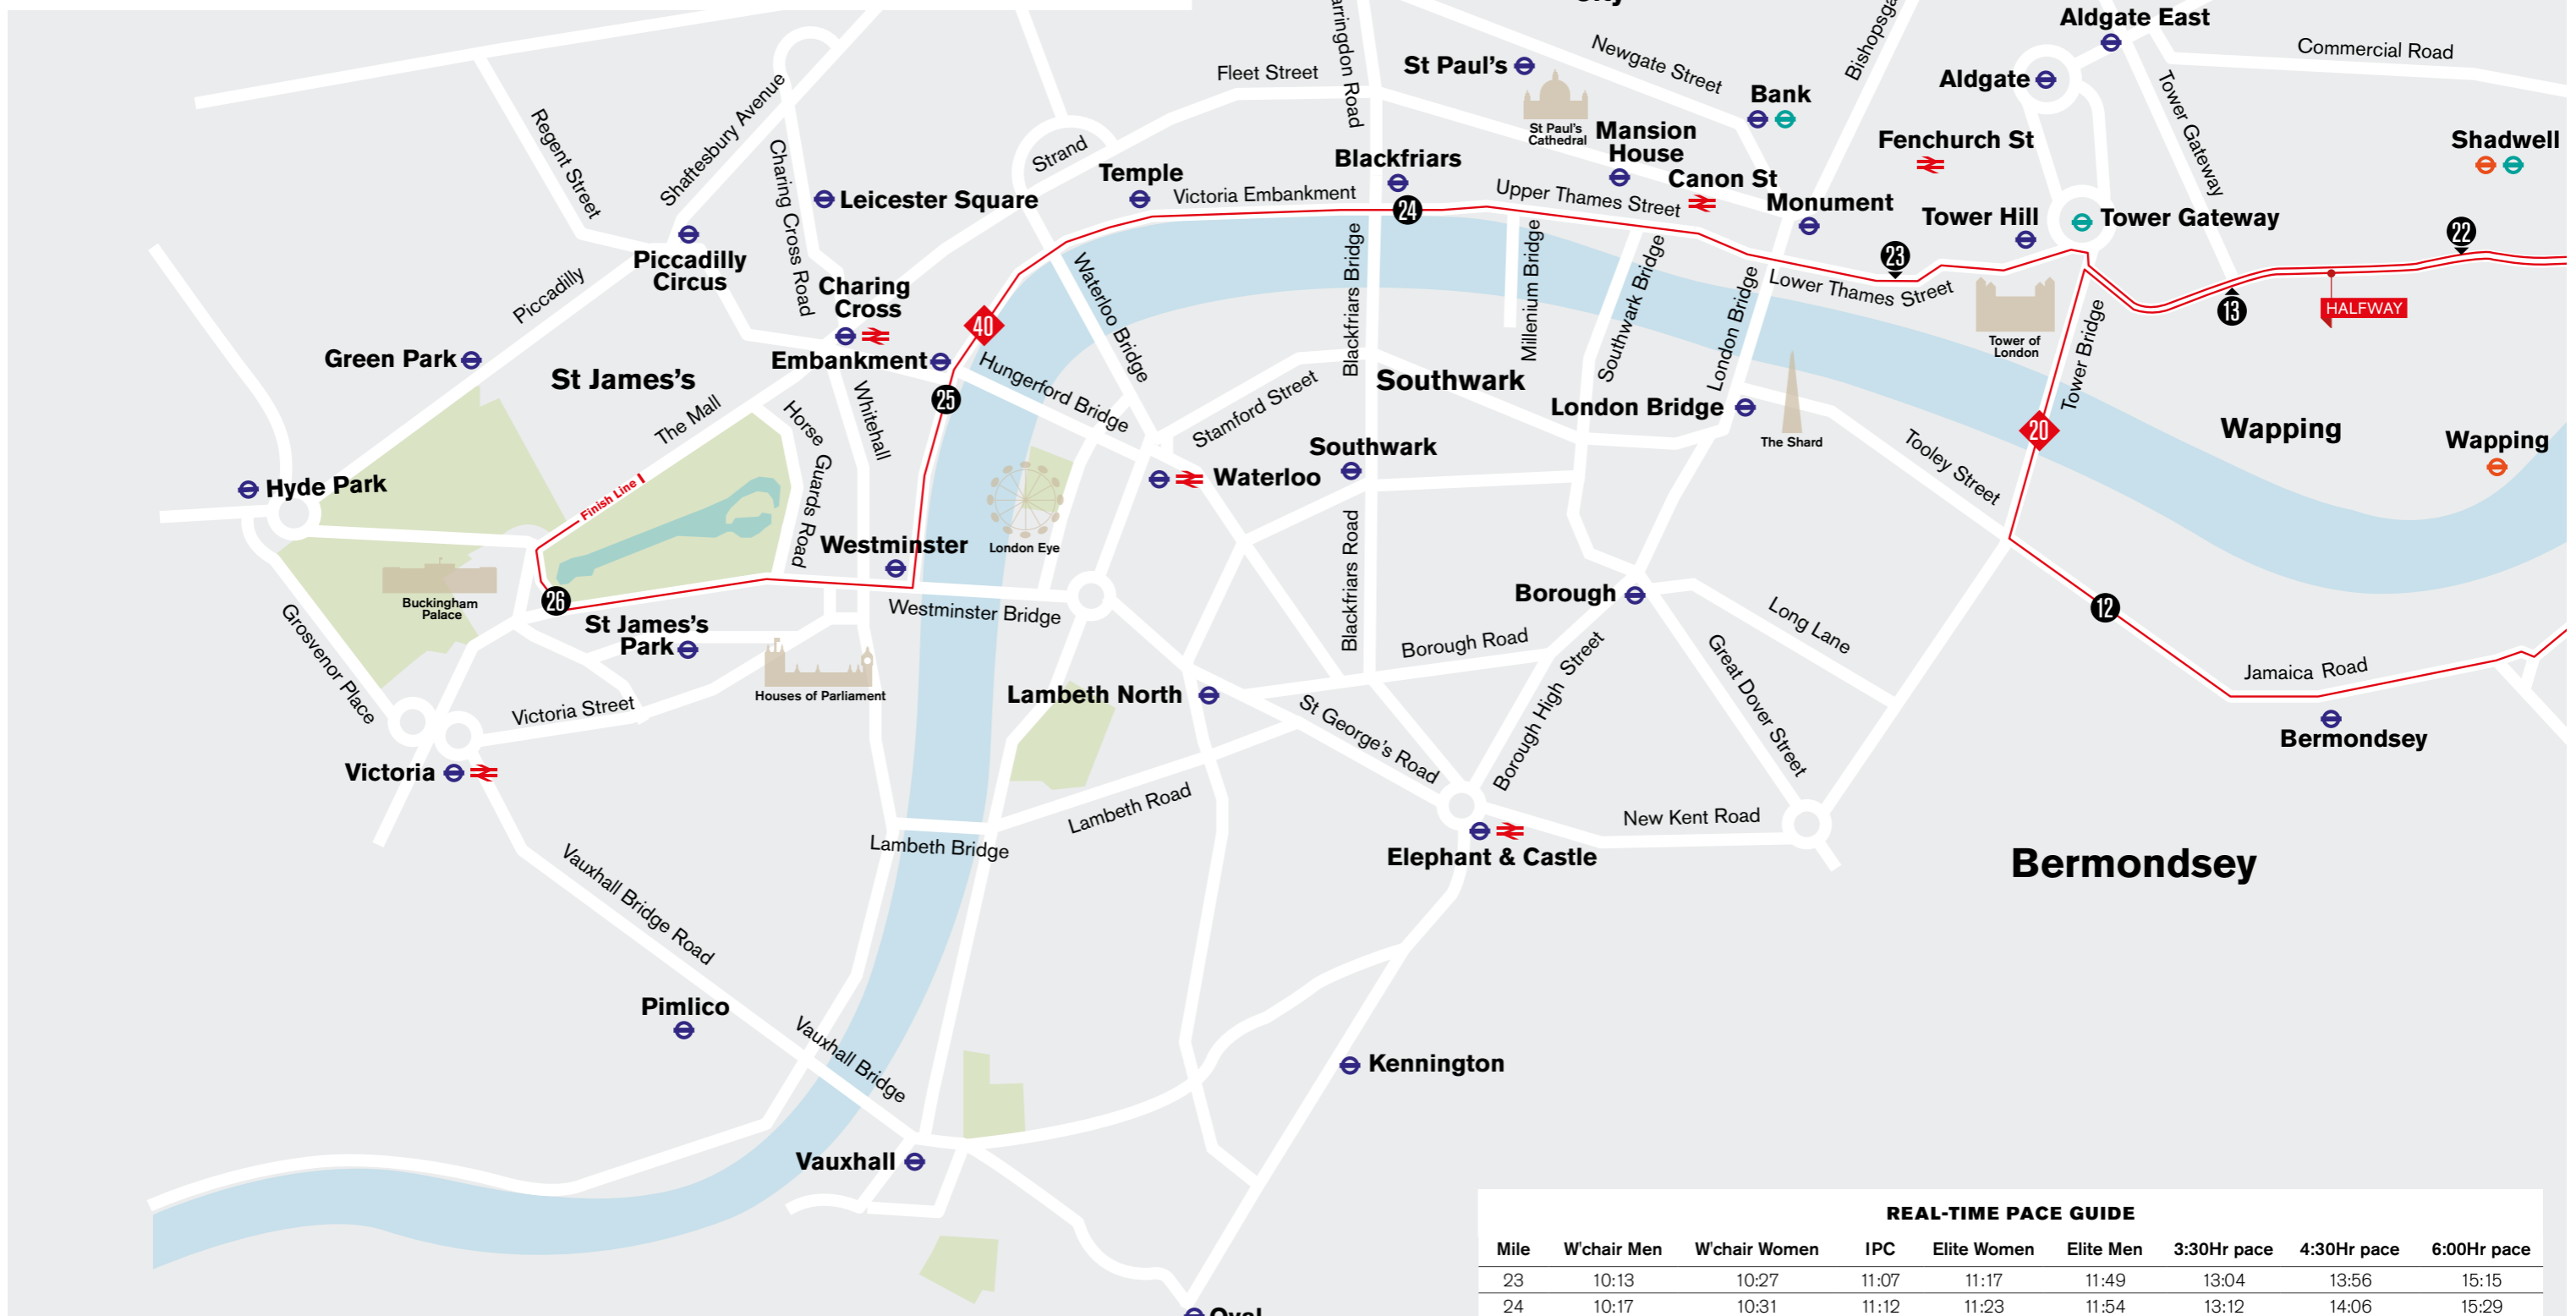 Aldgate East
Commercial Road
Newgate Street
St Paul's
Fleet Street
Aldgate
Tower Gateway
Bank
Regent Street
Shaftesbury Avenue
Charing Cross Road
Strand
St Paul's
Cathedral
Mansion
House
Fenchurch St
Shadwell
Blackfriars
Temple
Canon St
Victoria Embankment
Upper Thames Street
Leicester Square
Monument
Tower Hill
Tower Gateway
24
23
22
Piccadilly
Circus
Piccadilly
Charing
Cross
Waterloo Bridge
Blackfriars Bridge
Millenium Bridge
Southwark Bridge
London Bridge
Lower Thames Street
13
HALFWAY
40
Tower of
London
Tower Bridge
Green Park
St James's
Embankment
Hungerford Bridge
25
The Mall
Horse Guards Road
Whitehall
Stamford Street
Southwark
London Bridge
The Shard
20
Wapping
Wapping
Tooley Street
Southwark
Waterloo
Hyde Park
Finish Line
London Eye
Westminster
Blackfriars Road
Buckingham
Palace
26
Westminster Bridge
Borough
12
Long Lane
St James's
Park
Grosvenor Place
Borough Road
Great Dover Street
Jamaica Road
Houses of Parliament
Victoria Street
Lambeth North
St George's Road
Borough High Street
Bermondsey
Victoria
Lambeth Road
New Kent Road
Lambeth Bridge
Elephant & Castle
Bermondsey
Vauxhall Bridge Road
Pimlico
Vauxhall Bridge
Kennington
Vauxhall
REAL-TIME PACE GUIDE
Mile W'chair Men W'chair Women IPC Elite Women Elite Men 3:30Hr pace 4:30Hr pace 6:00Hr pace
23 10:13 10:27 11:07 11:17 11:49 13:04 13:56 15:15
24 10:17 10:31 11:12 11:23 11:54 13:12 14:06 15:29